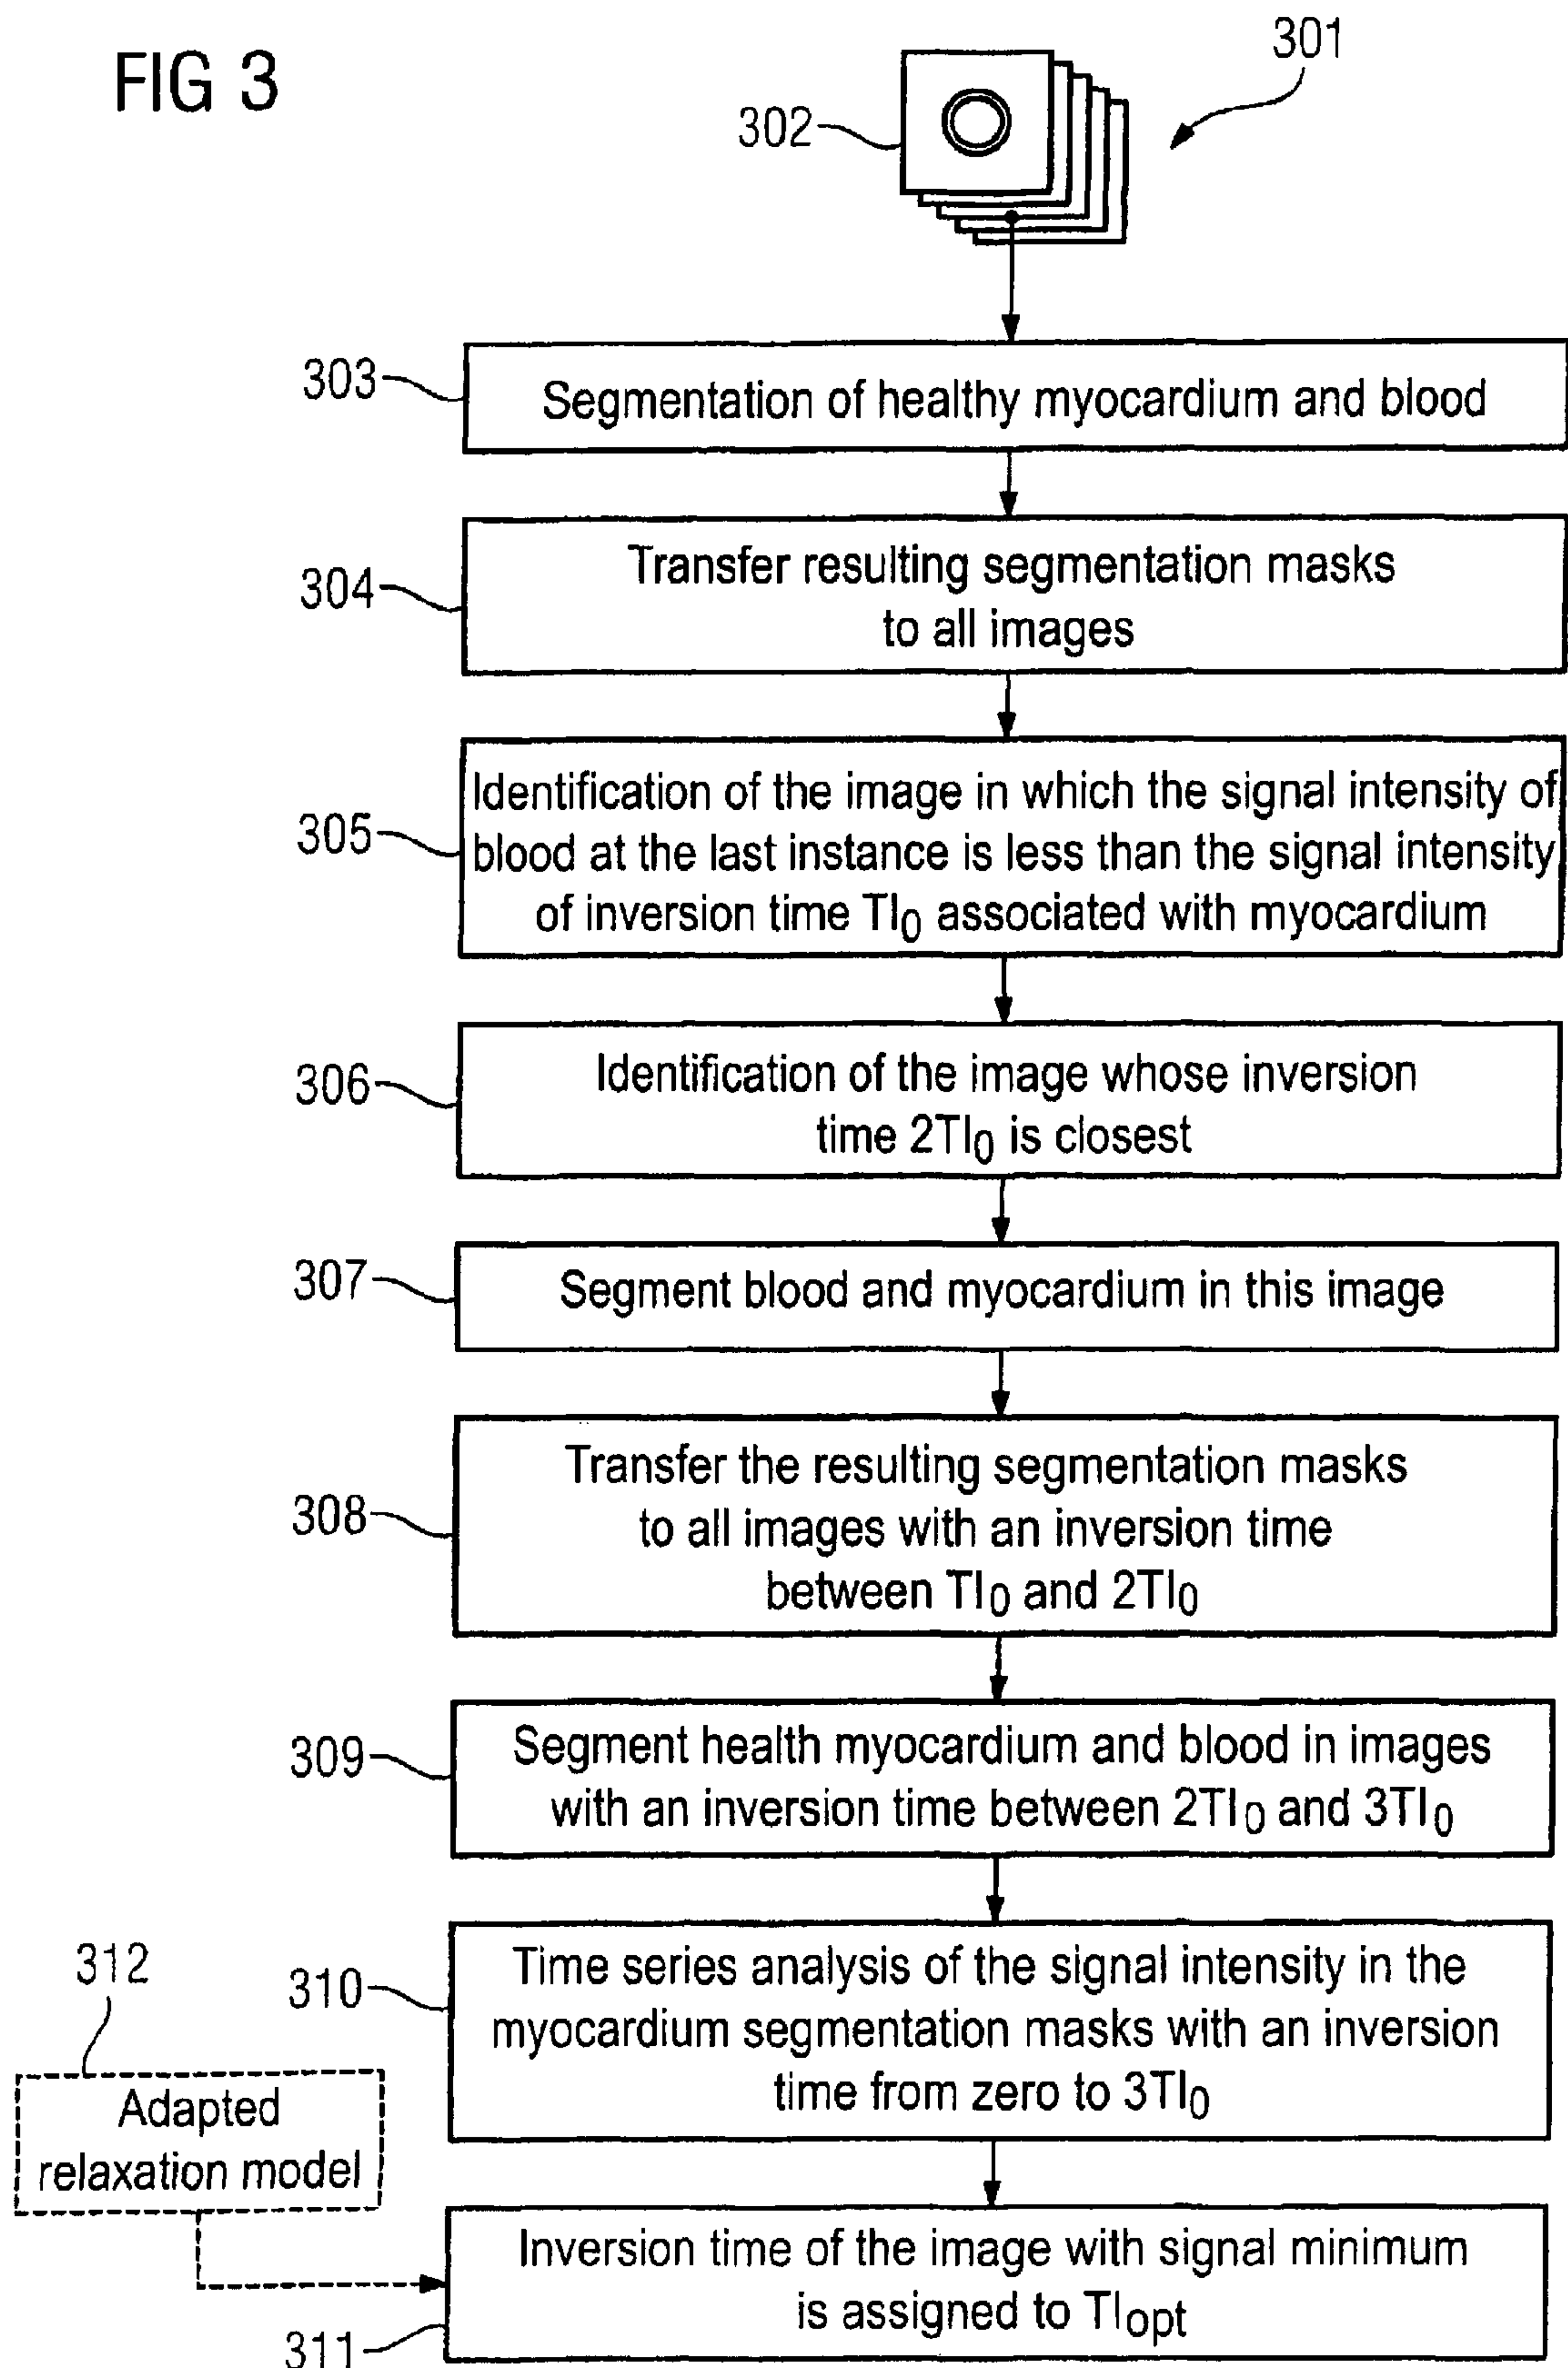 FIG 3
301
302
303
Segmentation of healthy myocardium and blood
304
Transfer resulting segmentation masks
to all images
305
Identification of the image in which the signal intensity of
blood at the last instance is less than the signal intensity
of inversion time TI0 associated with myocardium
306
Identification of the image whose inversion
time 2TI0 is closest
307
Segment blood and myocardium in this image
308
Transfer the resulting segmentation masks
to all images with an inversion time
between TI0 and 2TI0
309
Segment health myocardium and blood in images
with an inversion time between 2TI0 and 3TI0
310
Time series analysis of the signal intensity in the
myocardium segmentation masks with an inversion
time from zero to 3TI0
312
Adapted
relaxation model
Inversion time of the image with signal minimum
is assigned to TIopt
311